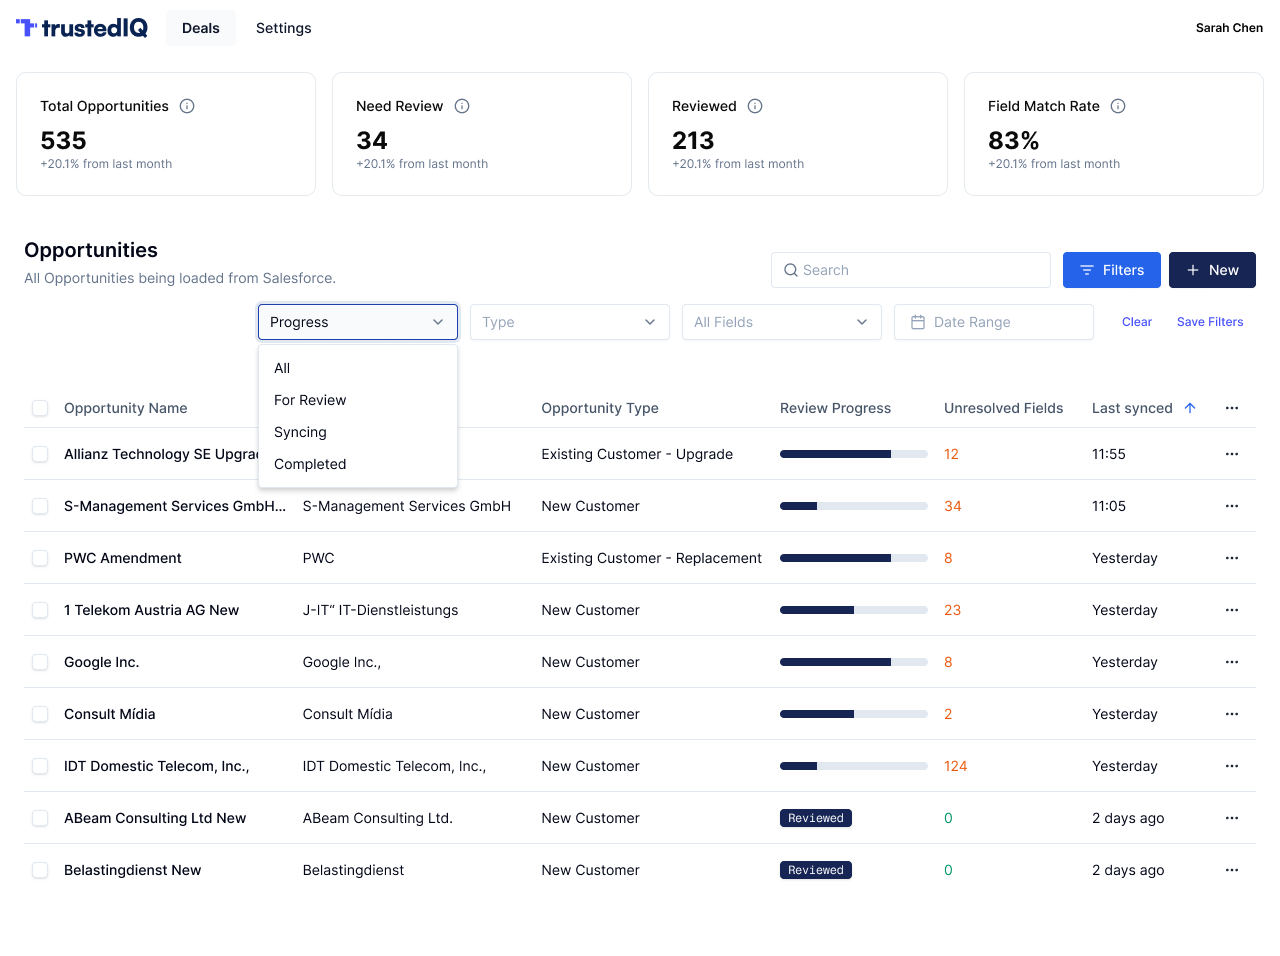 trustedIQ
Deals
Settings
Sarah Chen
Total Opportunities
535
+20.1% from last month
Need Review
34
+20.1% from last month
Reviewed
213
+20.1% from last month
Field Match Rate
83%
+20.1% from last month
Opportunities
All Opportunities being loaded from Salesforce.
Search
Filters
New
Progress
Type
All Fields
Date Range
Clear
Save Filters
All
For Review
Syncing
Completed
Opportunity Name
Opportunity Type
Review Progress
Unresolved Fields
Last synced
Allianz Technology SE Upgra
Existing Customer - Upgrade
12
11:55
S-Management Services GmbH...
S-Management Services GmbH
New Customer
34
11:05
PWC Amendment
PWC
Existing Customer - Replacement
8
Yesterday
1 Telekom Austria AG New
J-IT“ IT-Dienstleistungs
New Customer
23
Yesterday
Google Inc.
Google Inc.,
New Customer
8
Yesterday
Consult Mídia
Consult Mídia
New Customer
2
Yesterday
IDT Domestic Telecom, Inc.,
IDT Domestic Telecom, Inc.,
New Customer
124
Yesterday
ABeam Consulting Ltd New
ABeam Consulting Ltd.
New Customer
Reviewed
0
2 days ago
Belastingdienst New
Belastingdienst
New Customer
Reviewed
0
2 days ago